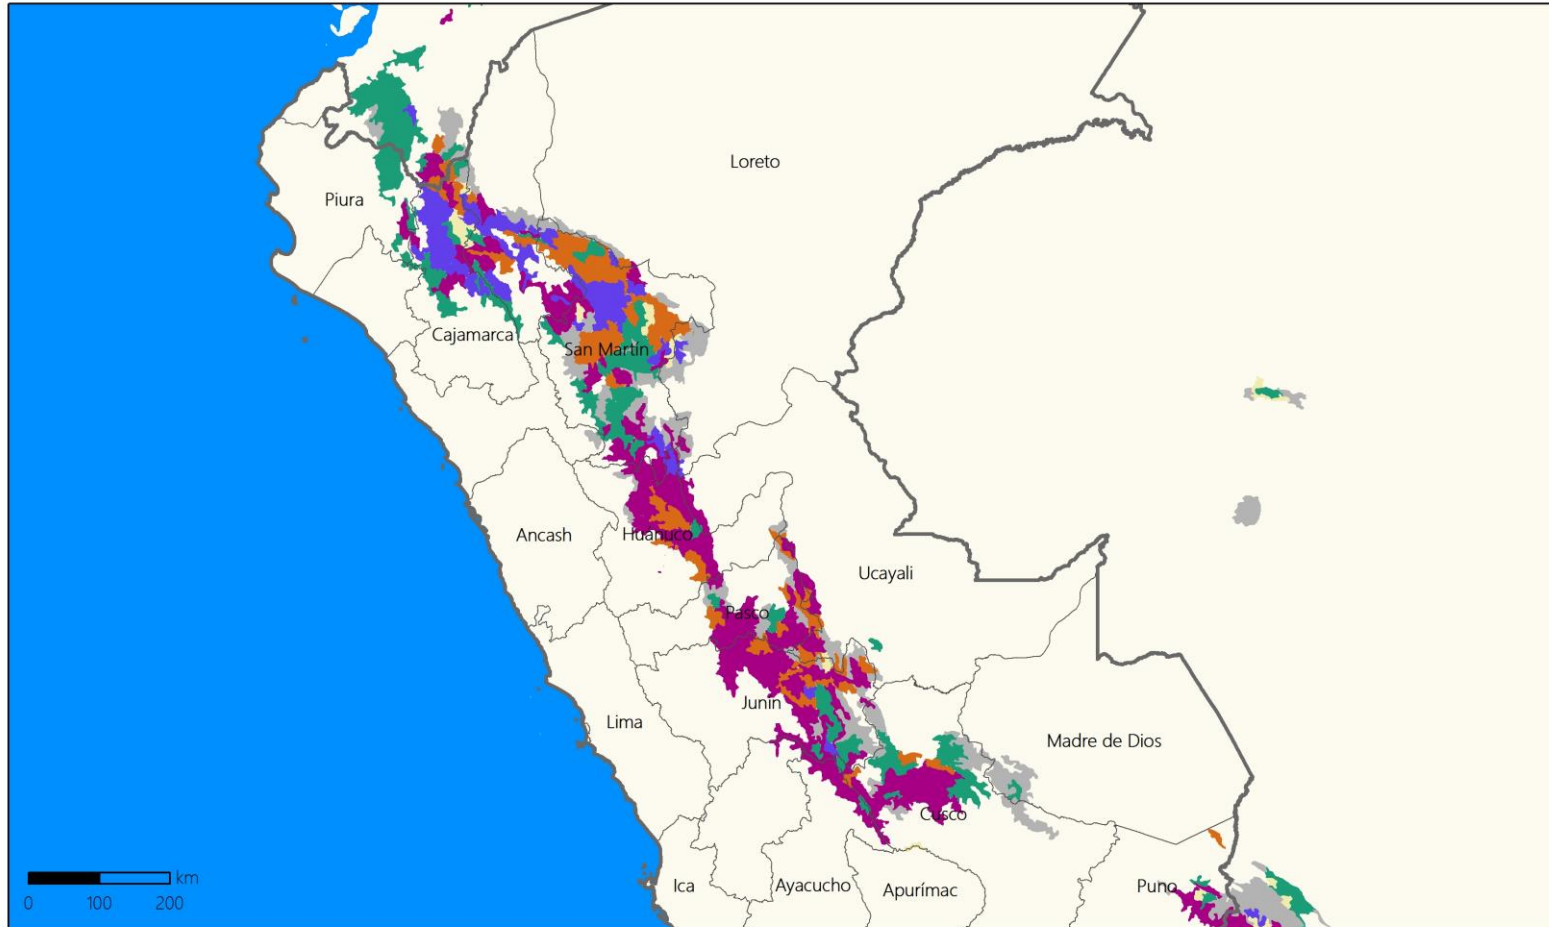 Loreto
Piura
Cajamarca
San Martín
Ancash
Huánuco
Ucayali
Pasco
Junín
Lima
Madre de Dios
Cusco
Ica
Ayacucho
Apurímac
Puno
km
0 100 200